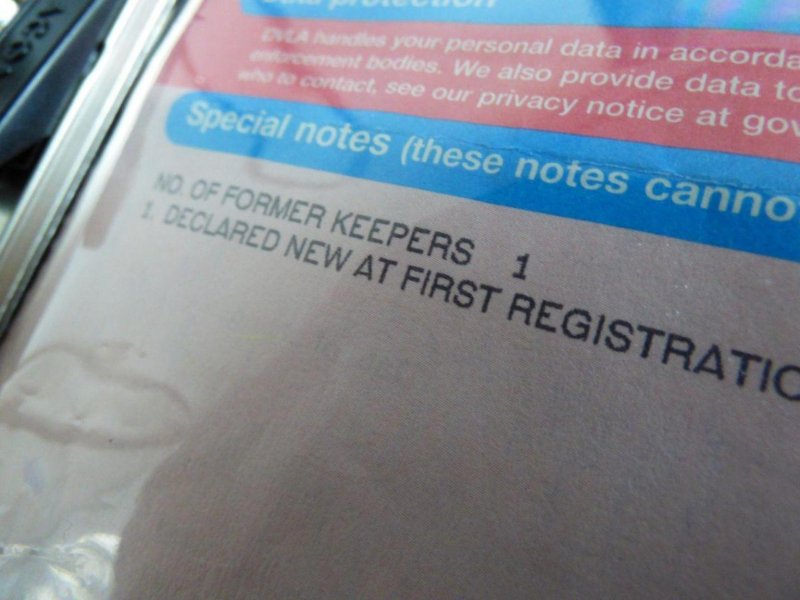 Data protection
DVLA handles your personal data in accorda
enforcement bodies. We also provide data to
who to contact, see our privacy notice at gov
Special notes (these notes canno
NO. OF FORMER KEEPERS 1
1. DECLARED NEW AT FIRST REGISTRATIO